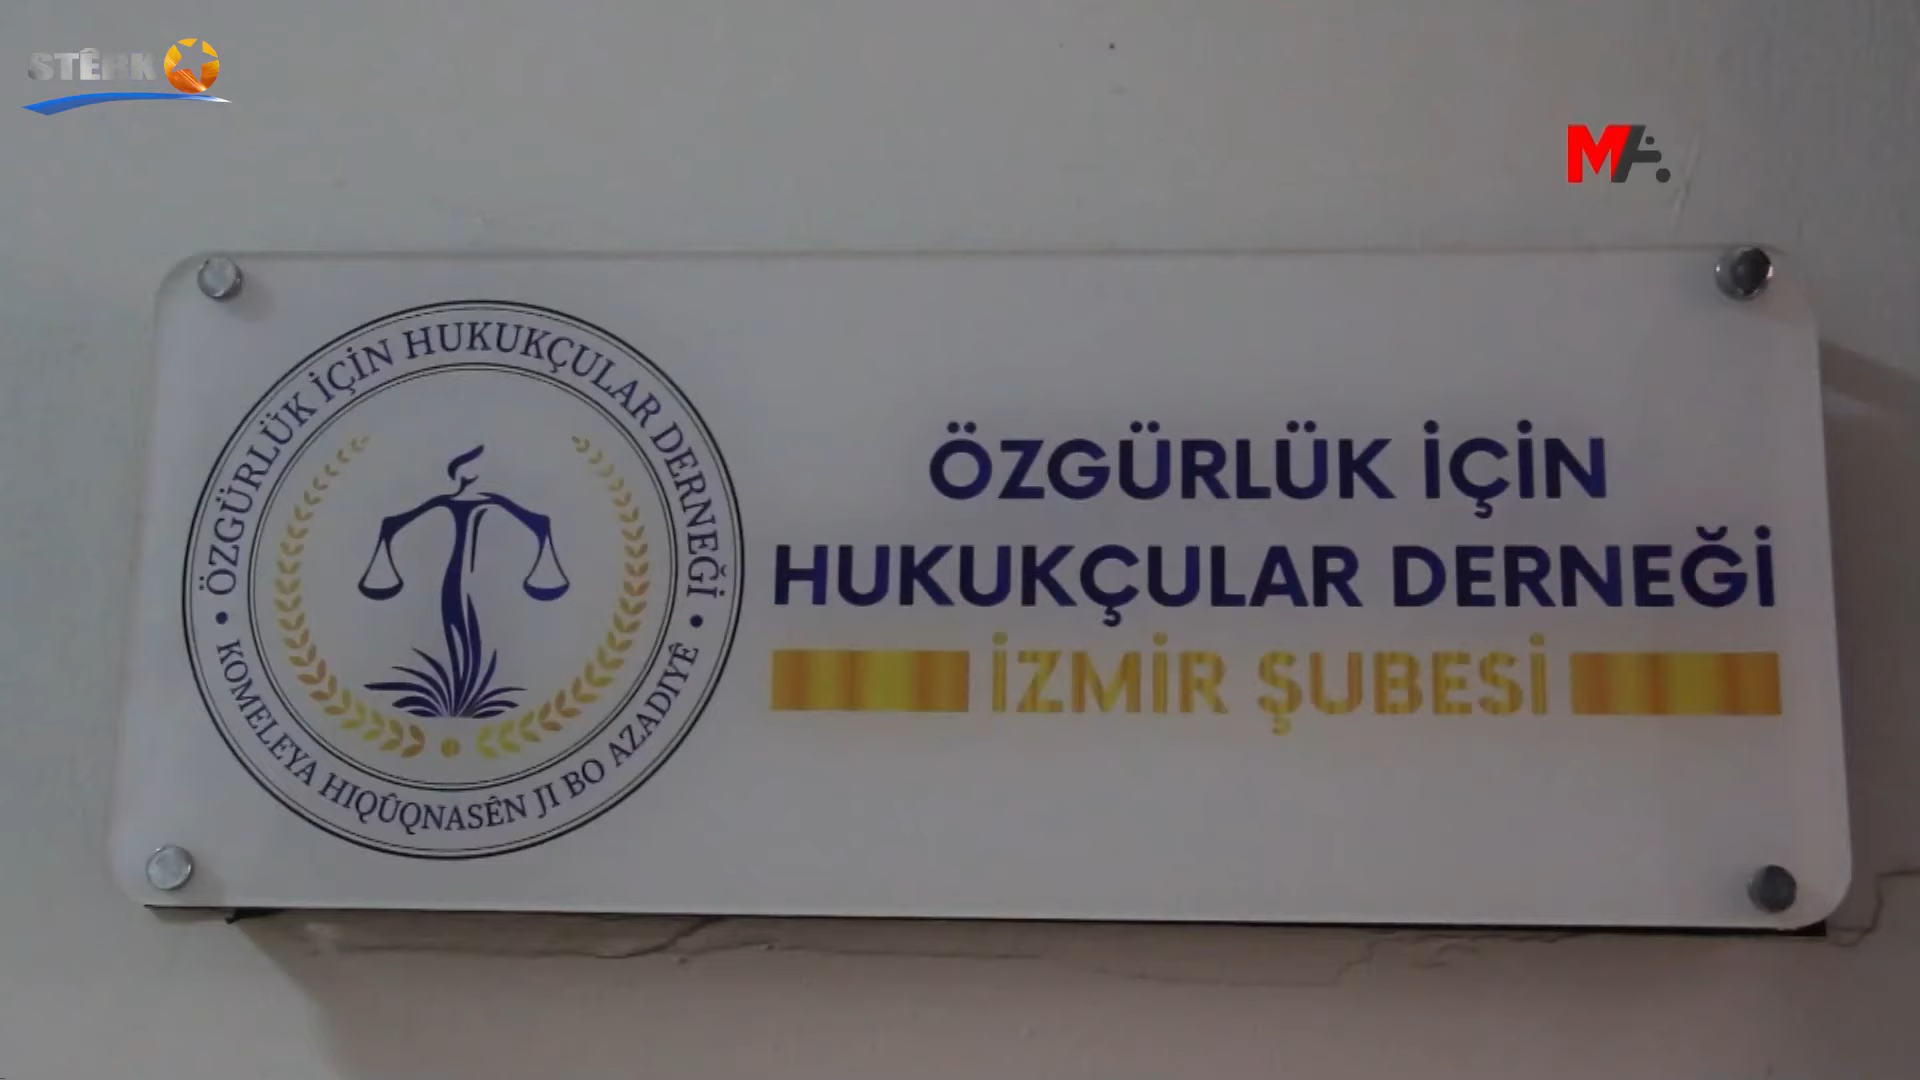 STÊRK
MA
ÖZGÜRLÜK İÇİN HUKUKÇULAR DERNEĞİ
KOMELEYA HIQÛQNASÊN JI BO AZADIYÊ
ÖZGÜRLÜK İÇİN
HUKUKÇULAR DERNEĞİ
İZMİR ŞUBESİ